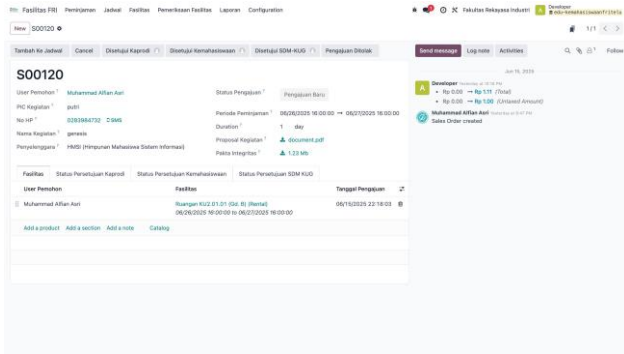 Fasilitas FRI Peminjaman Jadwal Fasilitas Pemeriksaan Fasilitas Laporan Configuration
Fakultas Rekayasa Industri A Developer
edu-kemahasiswaanfritelu
New S00120 1/1
Tambah Ke Jadwal Cancel Disetujui Kaprodi Disetujui Kemahasiswaan Disetujui SDM-KUG Pengajuan Ditolak
Send message Log note Activities 1 Follow
S00120
User Pemohon ? Muhammad Alfian Asri
PIC Kegiatan ? putri
No HP ? 0283984732 SMS
Nama Kegiatan ? genesis
Penyelenggara ? HMSI (Himpunan Mahasiswa Sistem Informasi)
Status Pengajuan ? Pengajuan Baru
Periode Peminjaman ? 06/26/2025 16:00:00 → 06/27/2025 16:00:00
Duration ? 1 day
Proposal Kegiatan ? document.pdf
Pakta Integritas ? 1.23 Mb
Fasilitas Status Persetujuan Kaprodi Status Persetujuan Kemahasiswaan Status Persetujuan SDM KUG
User Pemohon Fasilitas Tanggal Pengajuan
Muhammad Alfian Asri Ruangan KU2.01.01 (Gd. B) (Rental) 06/15/2025 22:18:03
06/26/2025 16:00:00 to 06/27/2025 16:00:00
Add a product Add a section Add a note Catalog
Jun 15, 2025
A Developer
Rp 0.00 → Rp 1.11 (Total)
Rp 0.00 → Rp 1.00 (Untaxed Amount)
Muhammad Alfian Asri
Sales Order created